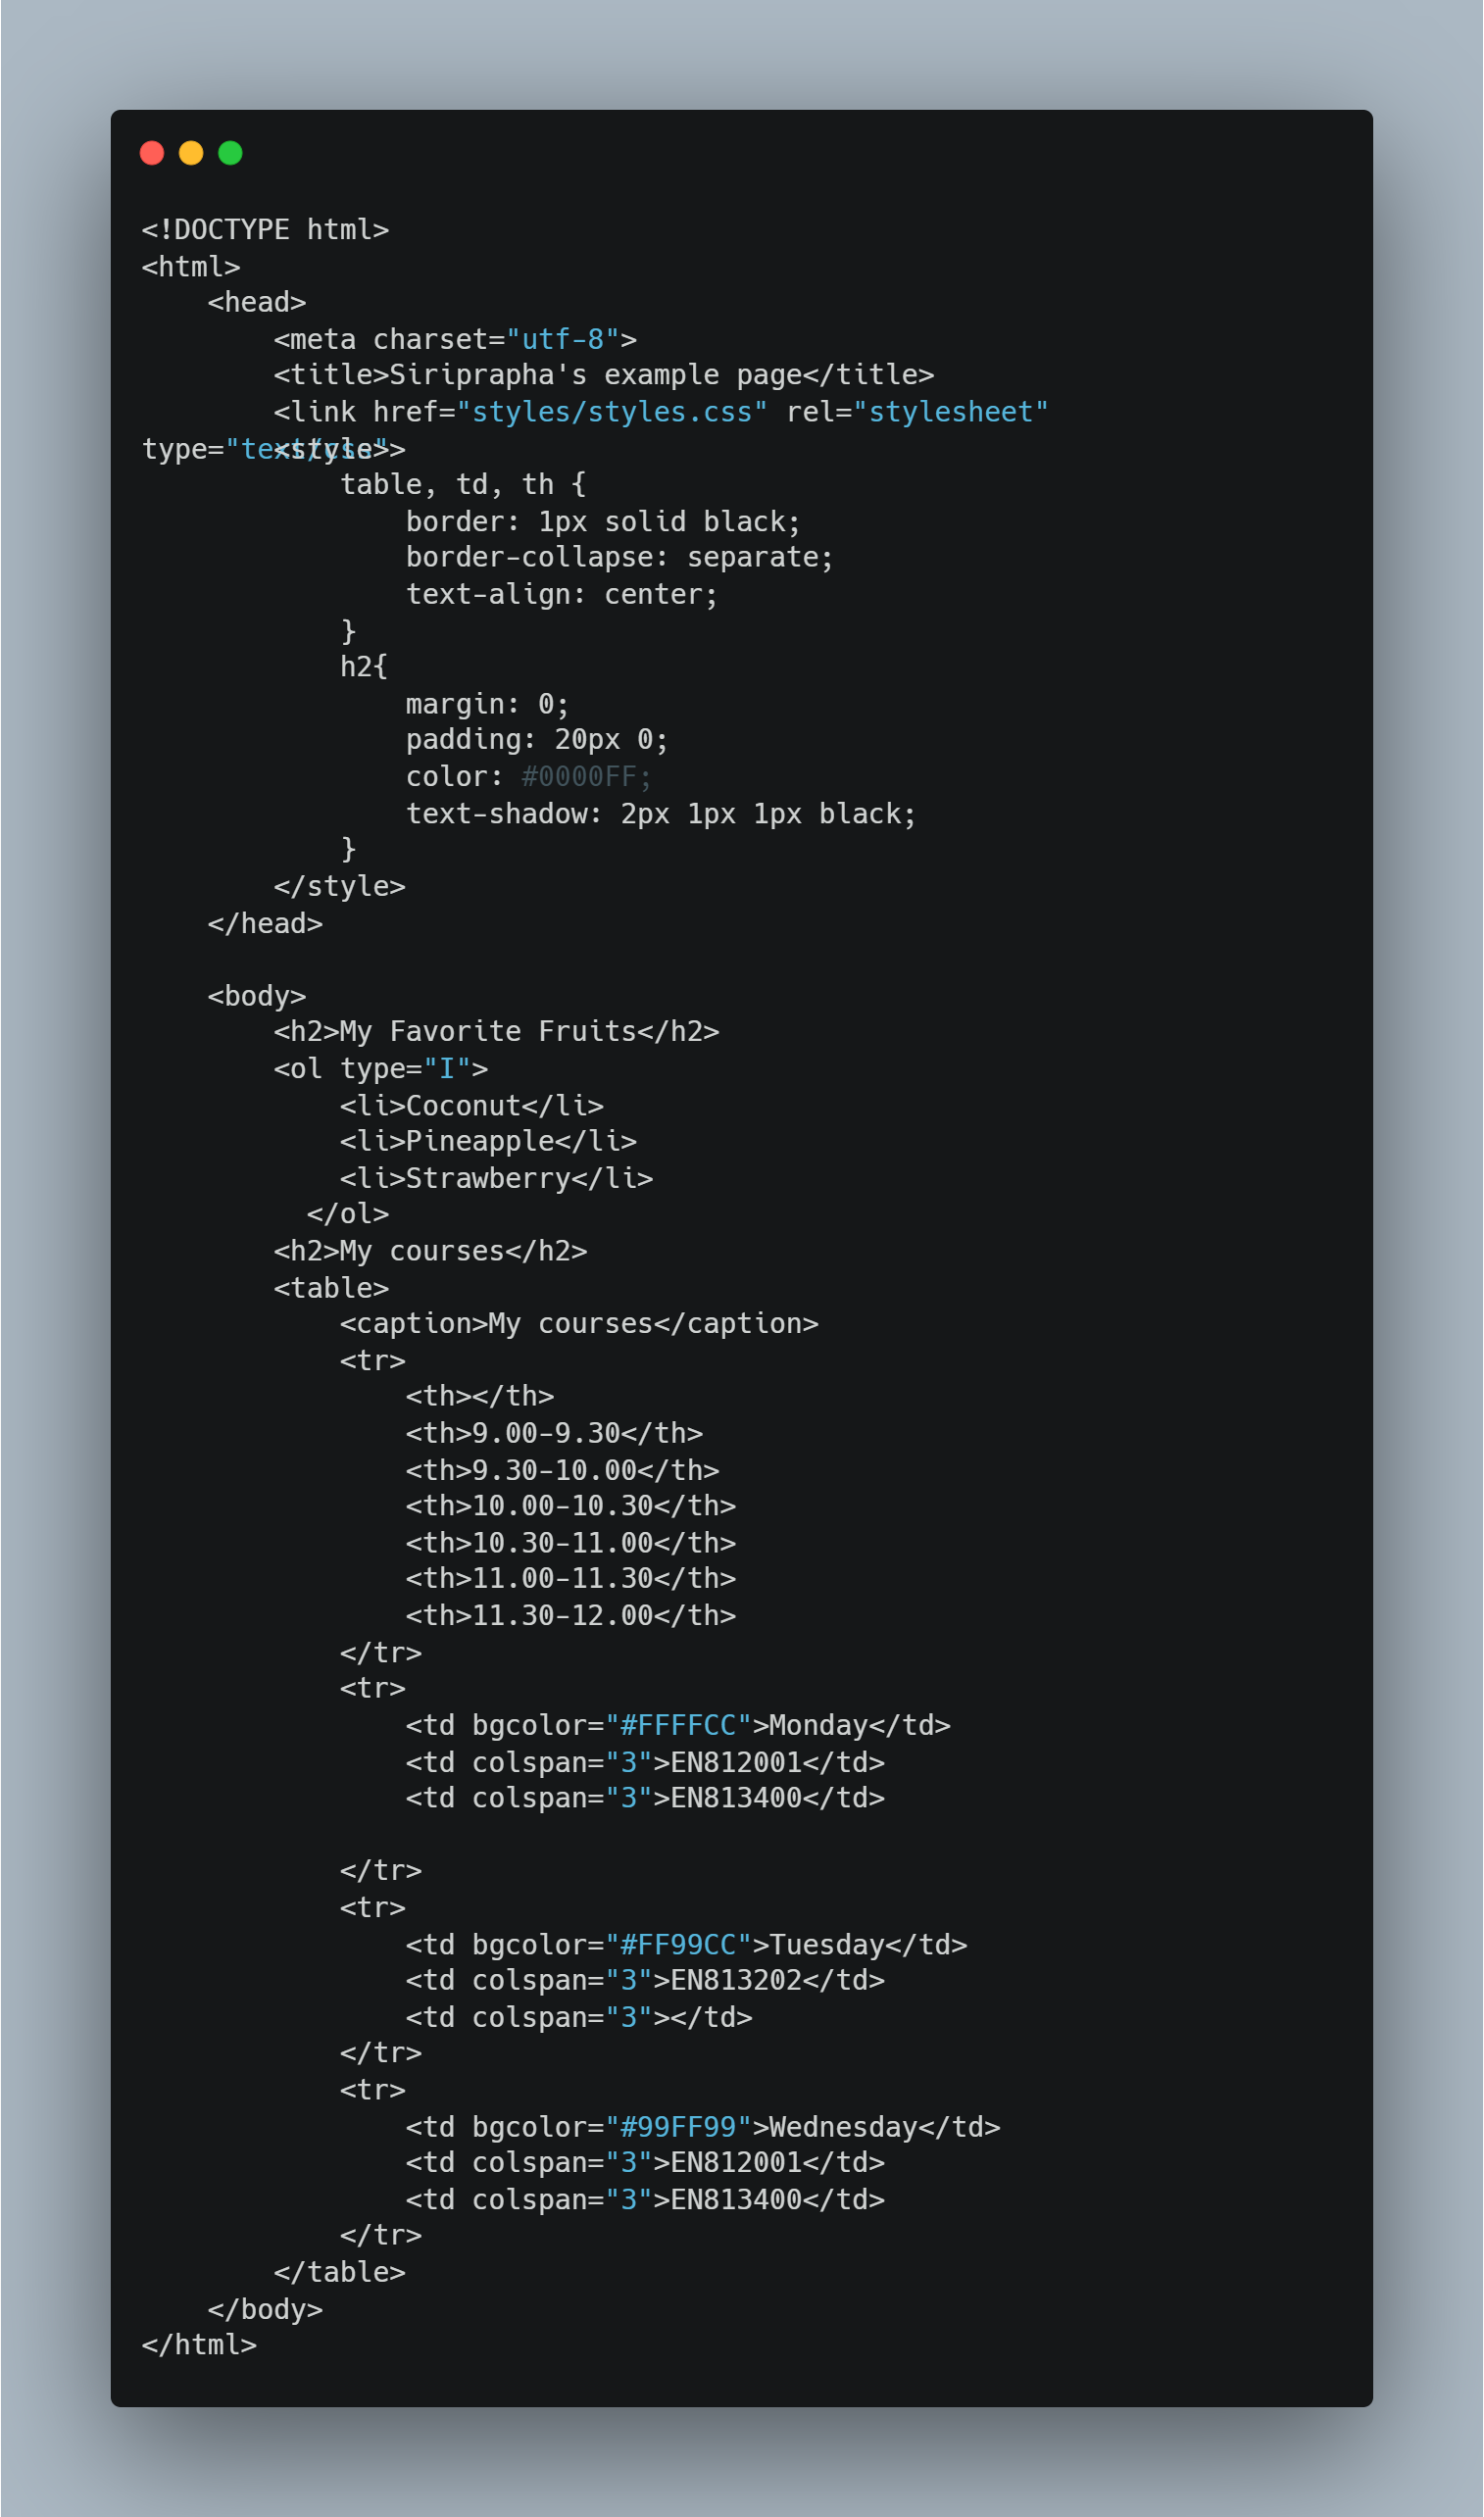 <!DOCTYPE html>
<html>
    <head>
        <meta charset="utf-8">
        <title>Siriprapha's example page</title>
        <link href="styles/styles.css" rel="stylesheet"
type="text/css">
        <style>
            table, td, th {
                border: 1px solid black;
                border-collapse: separate;
                text-align: center;
            }
            h2{
                margin: 0;
                padding: 20px 0;
                color: #0000FF;
                text-shadow: 2px 1px 1px black;
            }
        </style>
    </head>

    <body>
        <h2>My Favorite Fruits</h2>
        <ol type="I">
            <li>Coconut</li>
            <li>Pineapple</li>
            <li>Strawberry</li>
          </ol>
        <h2>My courses</h2>
        <table>
            <caption>My courses</caption>
            <tr>
                <th></th>
                <th>9.00-9.30</th>
                <th>9.30-10.00</th>
                <th>10.00-10.30</th>
                <th>10.30-11.00</th>
                <th>11.00-11.30</th>
                <th>11.30-12.00</th>
            </tr>
            <tr>
                <td bgcolor="#FFFFCC">Monday</td>
                <td colspan="3">EN812001</td>
                <td colspan="3">EN813400</td>

            </tr>
            <tr>
                <td bgcolor="#FF99CC">Tuesday</td>
                <td colspan="3">EN813202</td>
                <td colspan="3"></td>
            </tr>
            <tr>
                <td bgcolor="#99FF99">Wednesday</td>
                <td colspan="3">EN812001</td>
                <td colspan="3">EN813400</td>
            </tr>
        </table>
    </body>
</html>